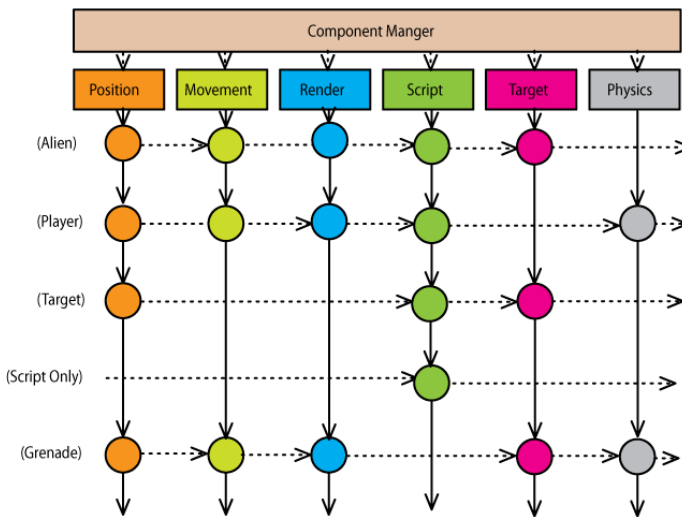 Component Manger
Position
Movement
Render
Script
Target
Physics
(Alien)
(Player)
(Target)
(Script Only)
(Grenade)